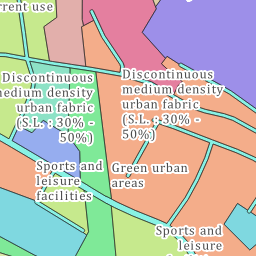 rrent use
Discontinuous
medium density
urban fabric
(S.L. : 30% -
50%)
Discontinuous
medium density
urban fabric
(S.L. : 30% -
50%)
Sports and
leisure
facilities
Green urban
areas
Sports and
leisure